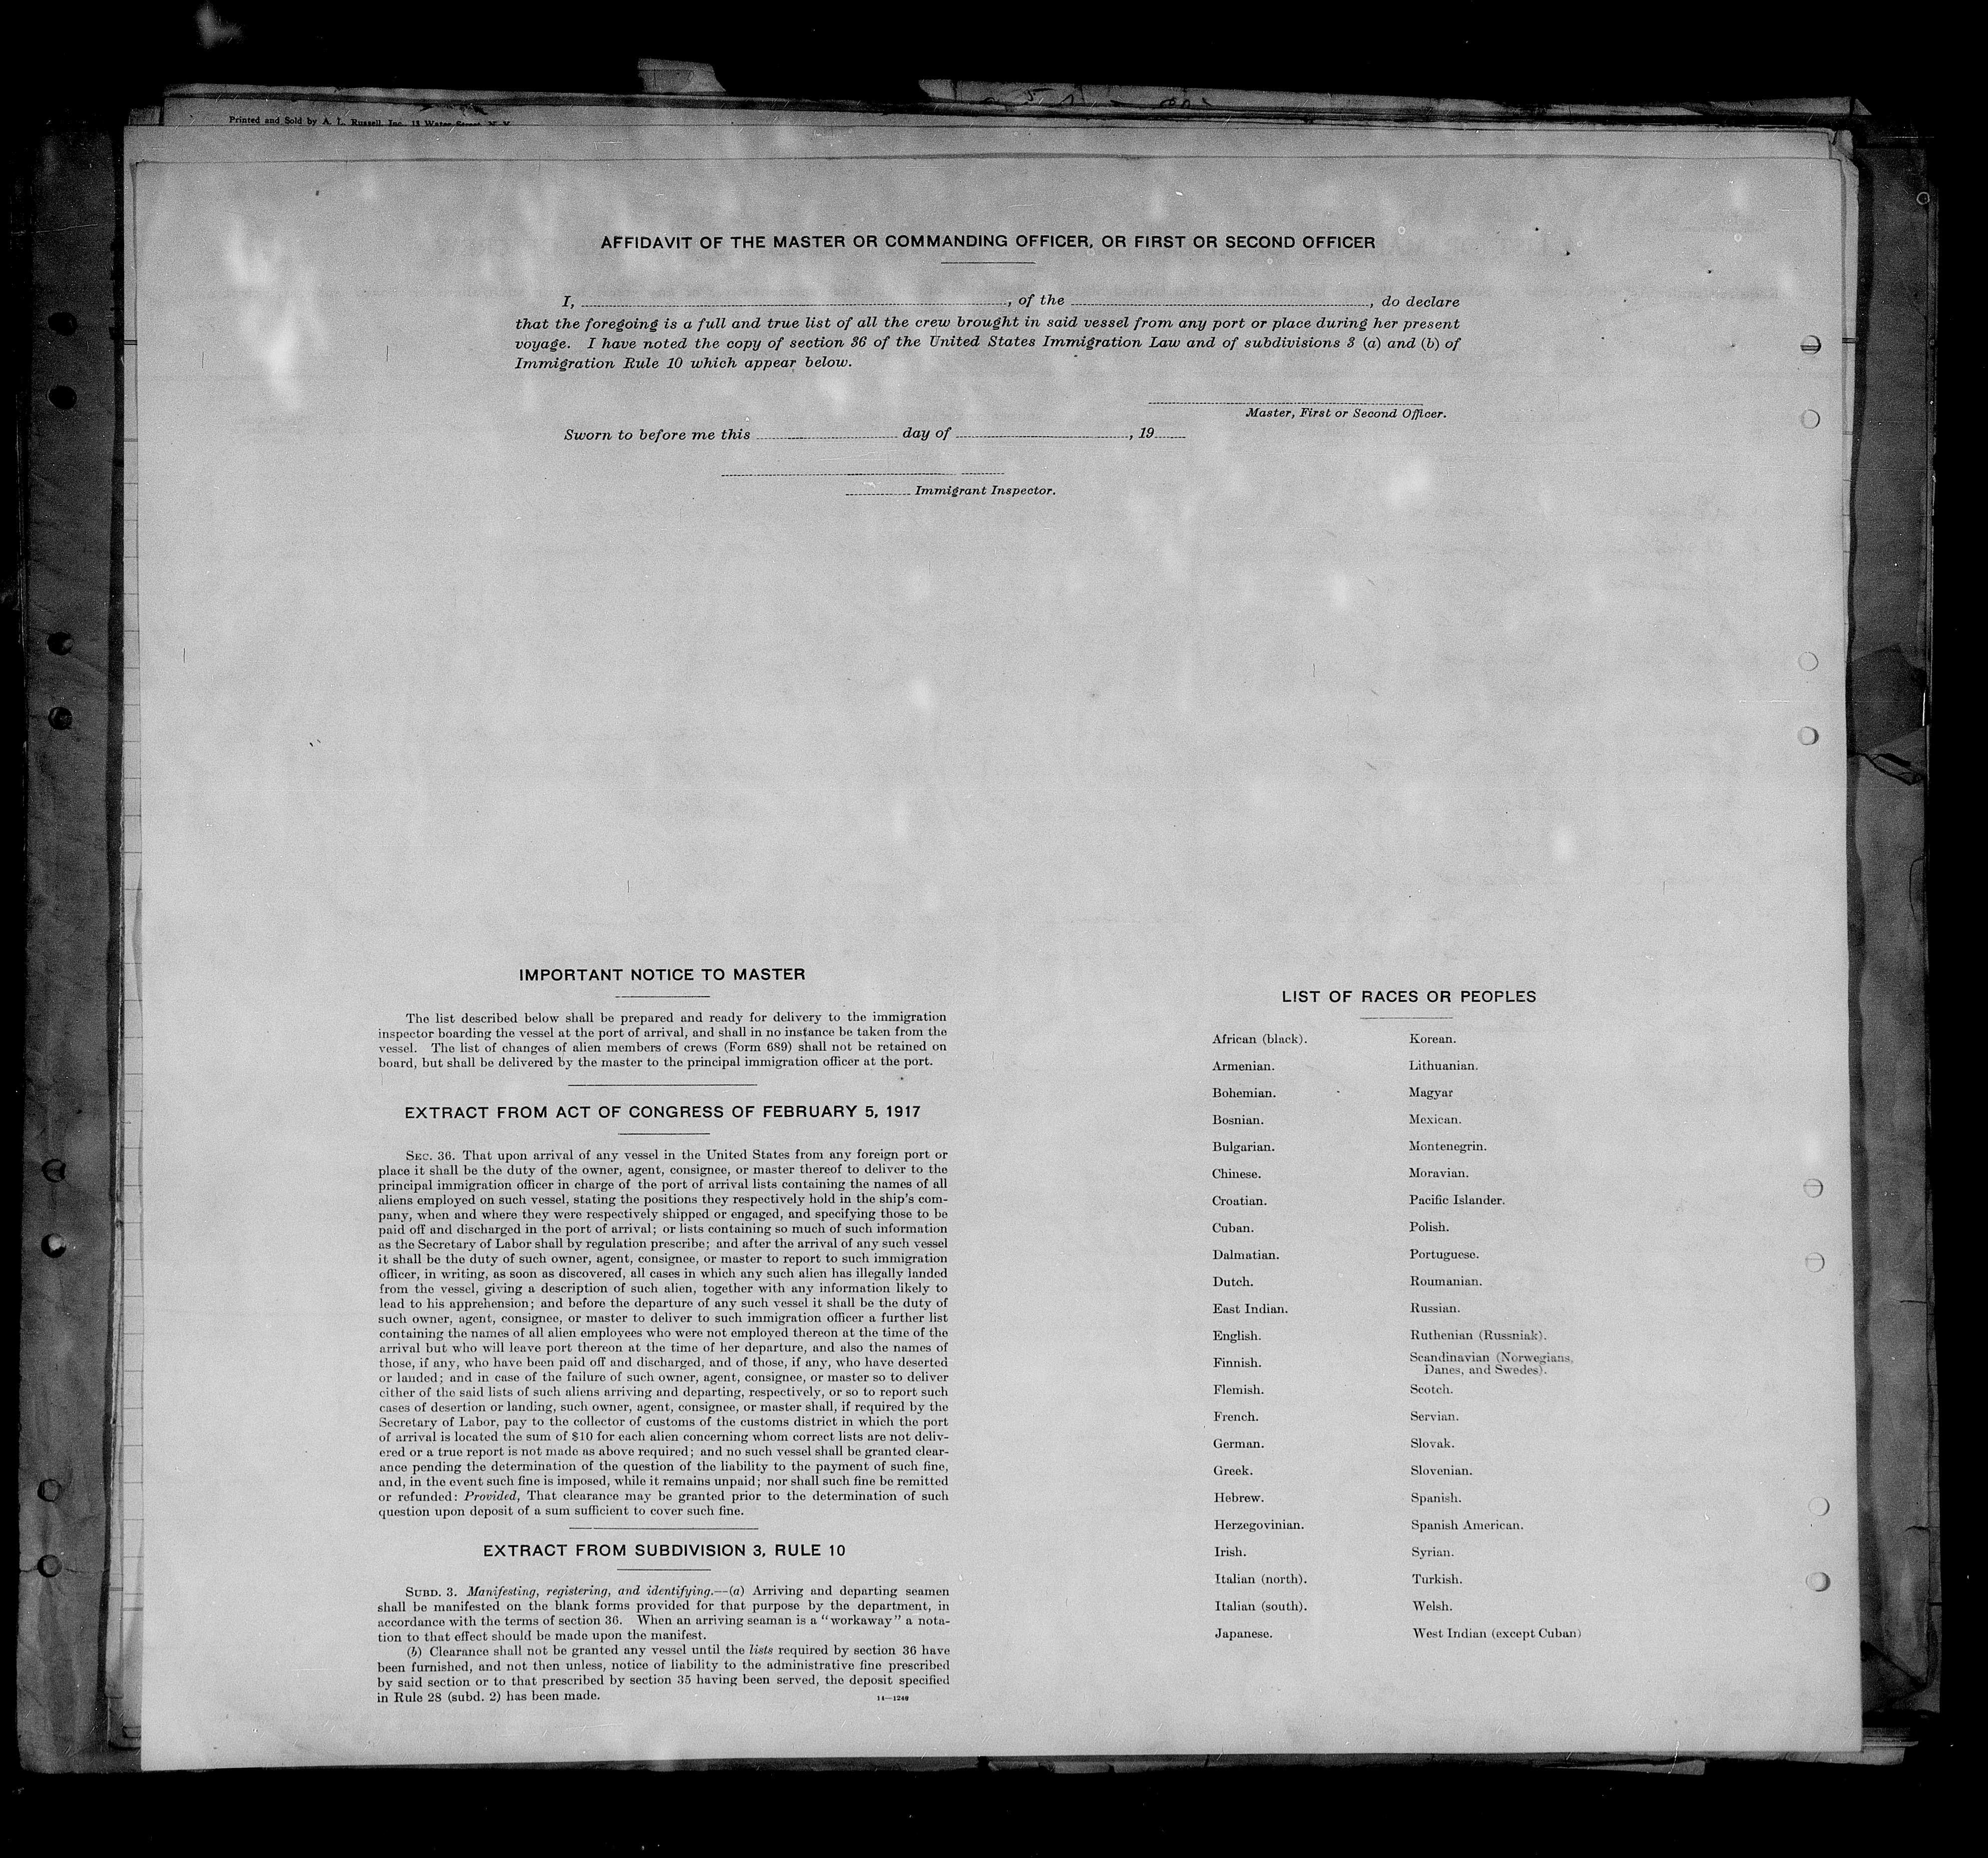 Printed and Sold by A. L. Russell, Inc., 13 Water Street, N. Y.
AFFIDAVIT OF THE MASTER OR COMMANDING OFFICER, OR FIRST OR SECOND OFFICER
I, , of the , do declare
that the foregoing is a full and true list of all the crew brought in said vessel from any port or place during her present
voyage. I have noted the copy of section 36 of the United States Immigration Law and of subdivisions 3 (a) and (b) of
Immigration Rule 10 which appear below.
Master, First or Second Officer.
Sworn to before me this day of , 19
Immigrant Inspector.
IMPORTANT NOTICE TO MASTER
The list described below shall be prepared and ready for delivery to the immigration
inspector boarding the vessel at the port of arrival, and shall in no instance be taken from the
vessel. The list of changes of alien members of crews (Form 689) shall not be retained on
board, but shall be delivered by the master to the principal immigration officer at the port.
EXTRACT FROM ACT OF CONGRESS OF FEBRUARY 5, 1917
SEC. 36. That upon arrival of any vessel in the United States from any foreign port or
place it shall be the duty of the owner, agent, consignee, or master thereof to deliver to the
principal immigration officer in charge of the port of arrival lists containing the names of all
aliens employed on such vessel, stating the positions they respectively hold in the ship's com-
pany, when and where they were respectively shipped or engaged, and specifying those to be
paid off and discharged in the port of arrival; or lists containing so much of such information
as the Secretary of Labor shall by regulation prescribe; and after the arrival of any such vessel
it shall be the duty of such owner, agent, consignee, or master to report to such immigration
officer, in writing, as soon as discovered, all cases in which any such alien has illegally landed
from the vessel, giving a description of such alien, together with any information likely to
lead to his apprehension; and before the departure of any such vessel it shall be the duty of
such owner, agent, consignee, or master to deliver to such immigration officer a further list
containing the names of all alien employees who were not employed thereon at the time of the
arrival but who will leave port thereon at the time of her departure, and also the names of
those, if any, who have been paid off and discharged, and of those, if any, who have deserted
or landed; and in case of the failure of such owner, agent, consignee, or master so to deliver
either of the said lists of such aliens arriving and departing, respectively, or so to report such
cases of desertion or landing, such owner, agent, consignee, or master shall, if required by the
Secretary of Labor, pay to the collector of customs of the customs district in which the port
of arrival is located the sum of $10 for each alien concerning whom correct lists are not deliv-
ered or a true report is not made as above required; and no such vessel shall be granted clear-
ance pending the determination of the question of the liability to the payment of such fine,
and, in the event such fine is imposed, while it remains unpaid; nor shall such fine be remitted
or refunded: Provided, That clearance may be granted prior to the determination of such
question upon deposit of a sum sufficient to cover such fine.
EXTRACT FROM SUBDIVISION 3, RULE 10
SUBD. 3. Manifesting, registering, and identifying.—(a) Arriving and departing seamen
shall be manifested on the blank forms provided for that purpose by the department, in
accordance with the terms of section 36. When an arriving seaman is a "workaway" a nota-
tion to that effect should be made upon the manifest.
(b) Clearance shall not be granted any vessel until the lists required by section 36 have
been furnished, and not then unless, notice of liability to the administrative fine prescribed
by said section or to that prescribed by section 35 having been served, the deposit specified
in Rule 28 (subd. 2) has been made.
14—1240
LIST OF RACES OR PEOPLES
African (black).
Armenian.
Bohemian.
Bosnian.
Bulgarian.
Chinese.
Croatian.
Cuban.
Dalmatian.
Dutch.
East Indian.
English.
Finnish.
Flemish.
French.
German.
Greek.
Hebrew.
Herzegovinian.
Irish.
Italian (north).
Italian (south).
Japanese.
Korean.
Lithuanian.
Magyar
Mexican.
Montenegrin.
Moravian.
Pacific Islander.
Polish.
Portuguese.
Roumanian.
Russian.
Ruthenian (Russniak).
Scandinavian (Norwegians,
Danes, and Swedes).
Scotch.
Servian.
Slovak.
Slovenian.
Spanish.
Spanish American.
Syrian.
Turkish.
Welsh.
West Indian (except Cuban)